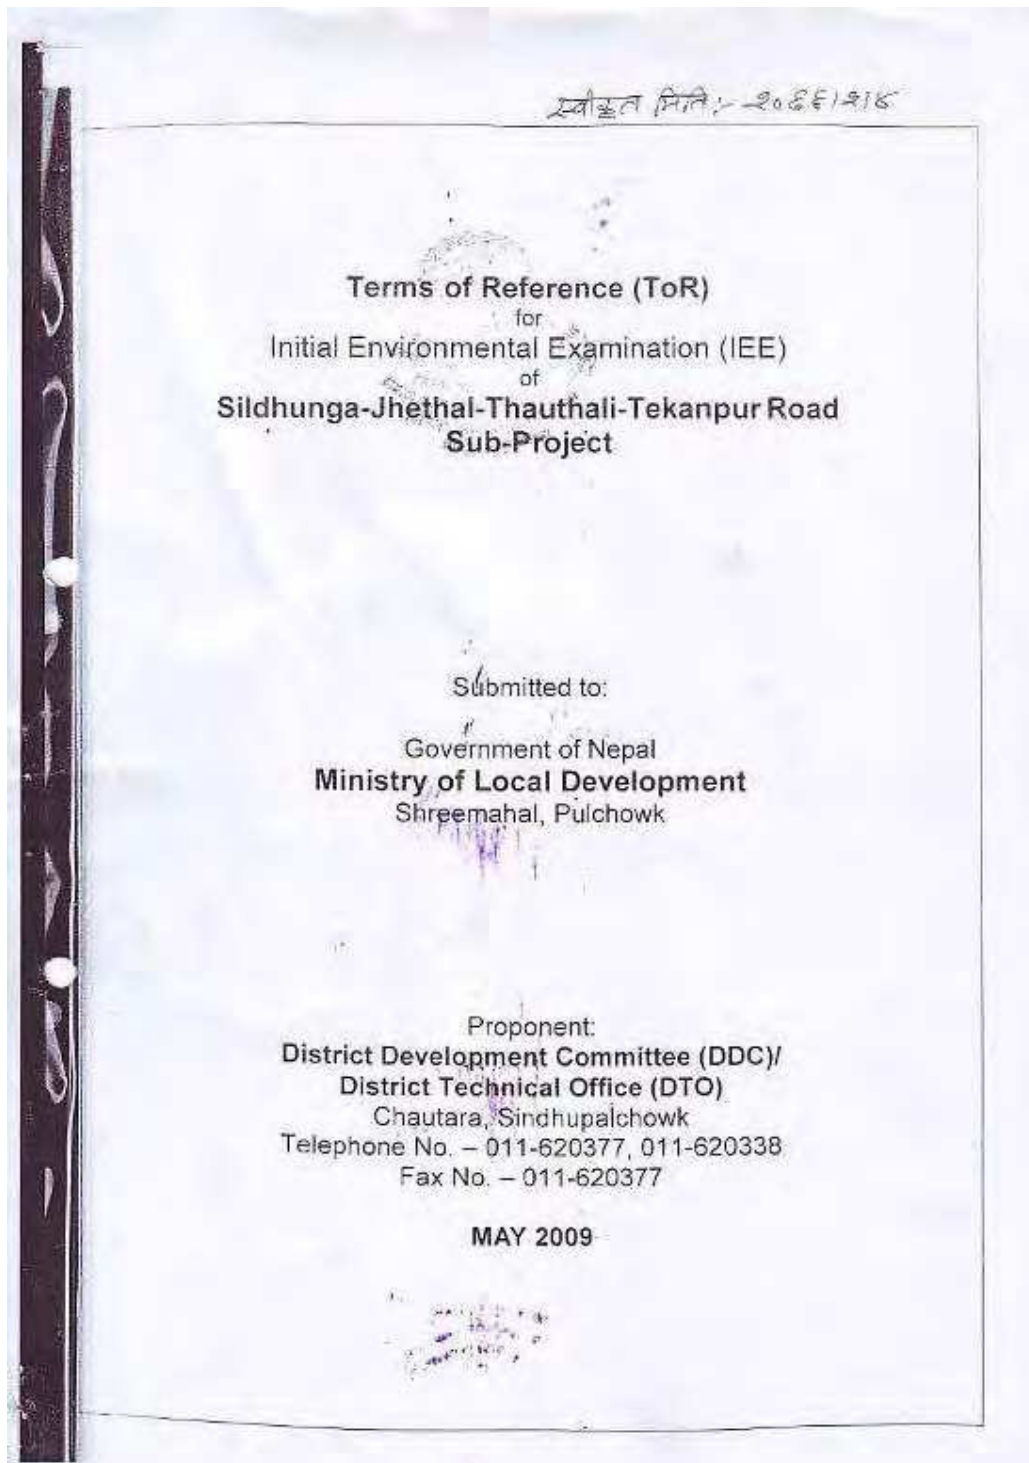 स्वीकृत मिति:- २०६६।२।४
Terms of Reference (ToR)
for
Initial Environmental Examination (IEE)
of
Sildhunga-Jhethal-Thauthali-Tekanpur Road
Sub-Project
Submitted to:
Government of Nepal
Ministry of Local Development
Shreemahal, Pulchowk
Proponent:
District Development Committee (DDC)/
District Technical Office (DTO)
Chautara, Sindhupalchowk
Telephone No. – 011-620377, 011-620338
Fax No. – 011-620377
MAY 2009